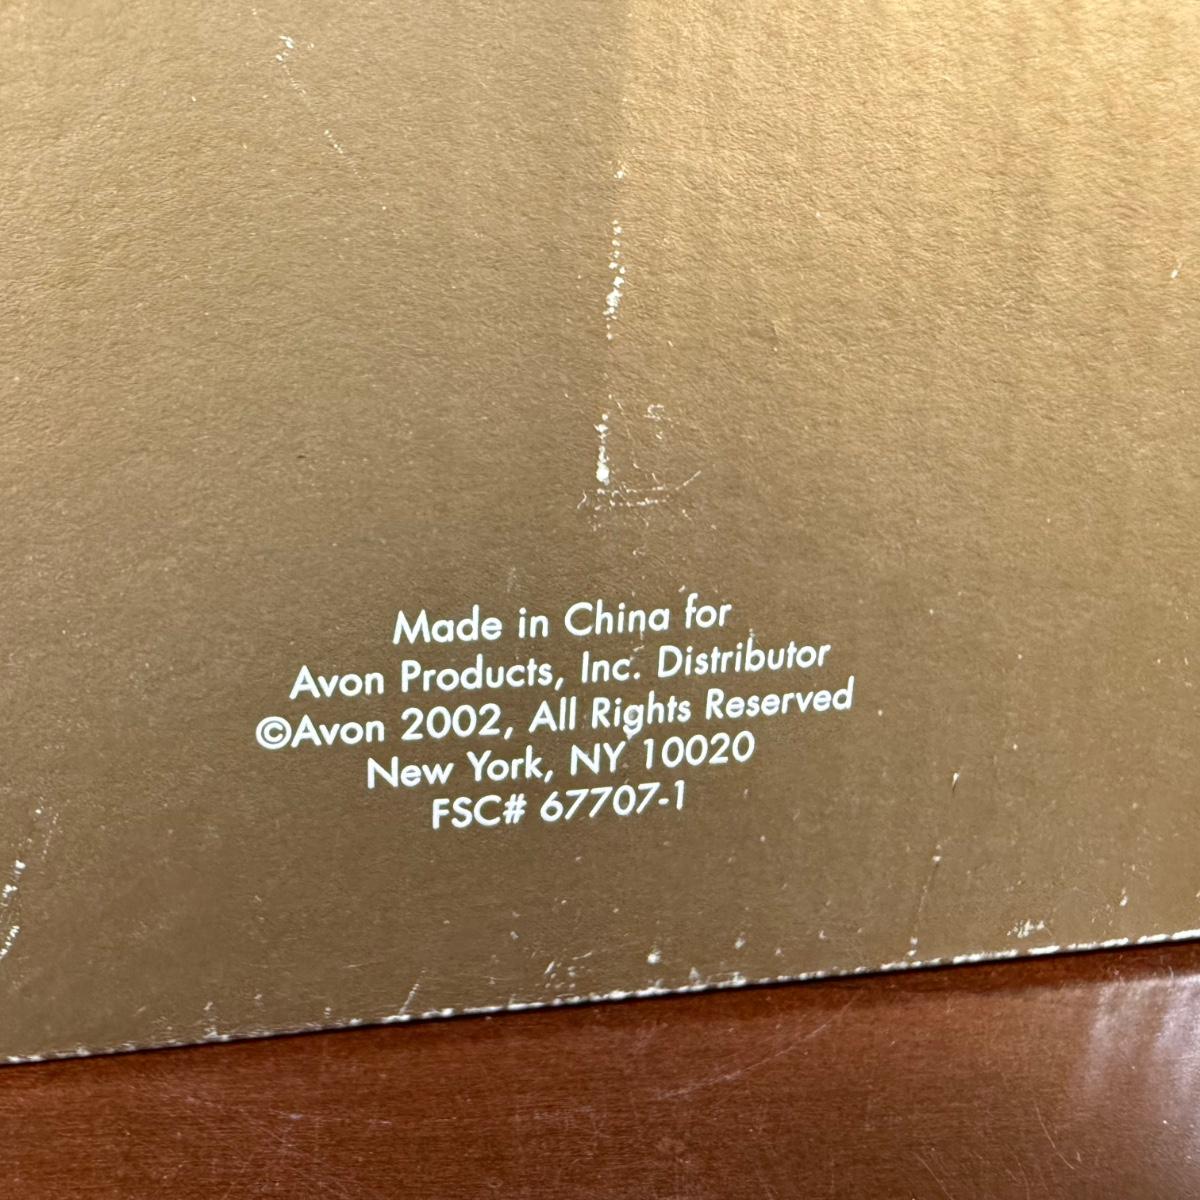 Made in China for
Avon Products, Inc. Distributor
©Avon 2002, All Rights Reserved
New York, NY 10020
FSC# 67707-1